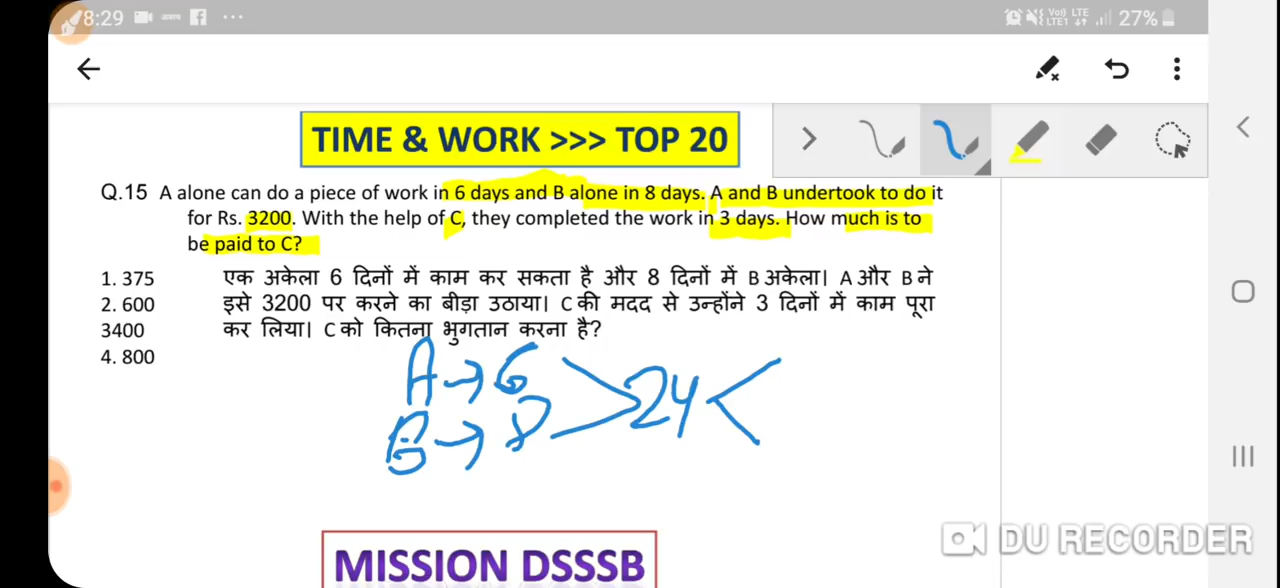 8:29
Vo) LTE
LTE1 27%
TIME & WORK >>> TOP 20
Q.15 A alone can do a piece of work in 6 days and B alone in 8 days. A and B undertook to do it
for Rs. 3200. With the help of C, they completed the work in 3 days. How much is to
be paid to C?
1. 375
2. 600
3400
4. 800
एक अकेला 6 दिनों में काम कर सकता है और 8 दिनों में B अकेला। A और B ने
इसे 3200 पर करने का बीड़ा उठाया। C की मदद से उन्होंने 3 दिनों में काम पूरा
कर लिया। C को कितना भुगतान करना है?
A → 6
B → 8
24
MISSION DSSSB
DU RECORDER